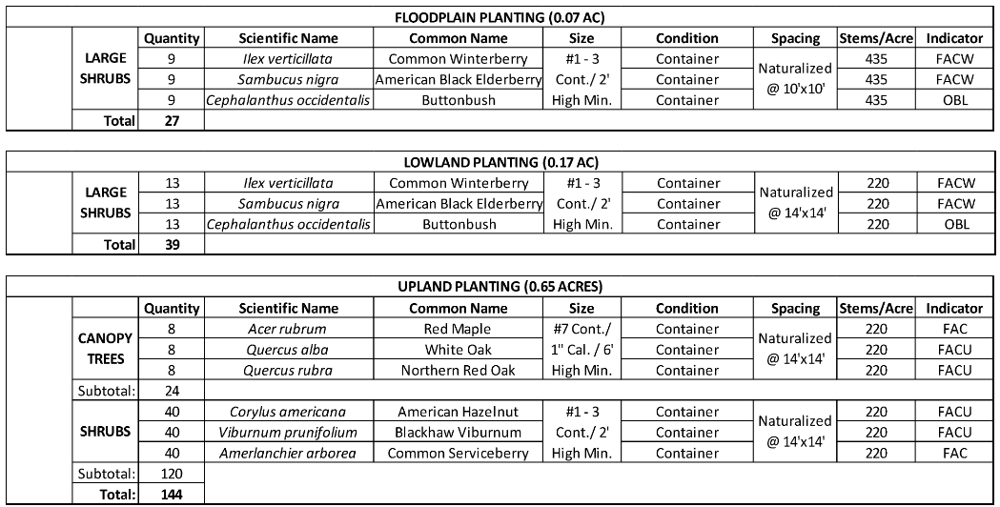 FLOODPLAIN PLANTING (0.07 AC)
Quantity Scientific Name Common Name Size Condition Spacing Stems/Acre Indicator
LARGE SHRUBS 9 Ilex verticillata Common Winterberry #1 - 3 Cont./ 2' High Min. Container Naturalized @ 10'x10' 435 FACW
9 Sambucus nigra American Black Elderberry Container 435 FACW
9 Cephalanthus occidentalis Buttonbush Container 435 OBL
Total 27
LOWLAND PLANTING (0.17 AC)
LARGE SHRUBS 13 Ilex verticillata Common Winterberry #1 - 3 Cont./ 2' High Min. Container Naturalized @ 14'x14' 220 FACW
13 Sambucus nigra American Black Elderberry Container 220 FACW
13 Cephalanthus occidentalis Buttonbush Container 220 OBL
Total 39
UPLAND PLANTING (0.65 ACRES)
Quantity Scientific Name Common Name Size Condition Spacing Stems/Acre Indicator
CANOPY TREES 8 Acer rubrum Red Maple #7 Cont./ 1" Cal. / 6' High Min. Container Naturalized @ 14'x14' 220 FAC
8 Quercus alba White Oak Container 220 FACU
8 Quercus rubra Northern Red Oak Container 220 FACU
Subtotal: 24
SHRUBS 40 Corylus americana American Hazelnut #1 - 3 Cont./ 2' High Min. Container Naturalized @ 14'x14' 220 FACU
40 Viburnum prunifolium Blackhaw Viburnum Container 220 FACU
40 Amerlanchier arborea Common Serviceberry Container 220 FAC
Subtotal: 120
Total: 144